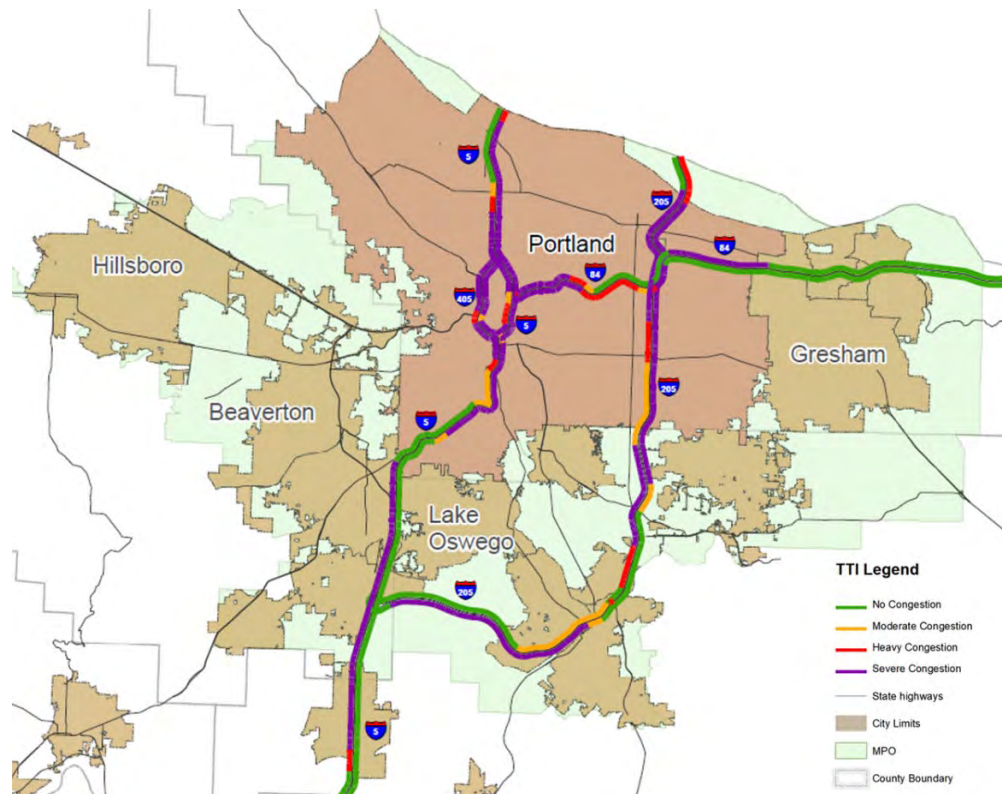 5
205
Portland
84
Hillsboro
84
405
5
Gresham
205
Beaverton
5
Lake
Oswego
205
5
TTI Legend
No Congestion
Moderate Congestion
Heavy Congestion
Severe Congestion
State highways
City Limits
MPO
County Boundary